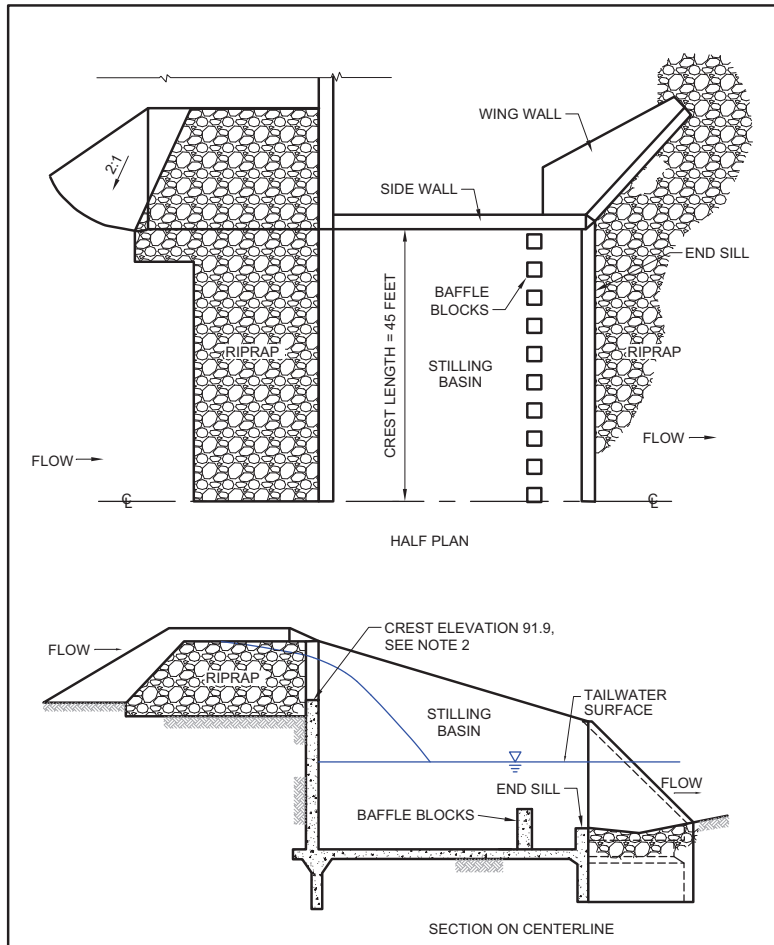 WING WALL
2:1
SIDE WALL
END SILL
BAFFLE
BLOCKS
CREST LENGTH = 45 FEET
RIPRAP
STILLING
BASIN
RIPRAP
FLOW
FLOW
℄
℄
HALF PLAN
FLOW
CREST ELEVATION 91.9,
SEE NOTE 2
RIPRAP
STILLING
BASIN
TAILWATER
SURFACE
FLOW
END SILL
BAFFLE BLOCKS
SECTION ON CENTERLINE